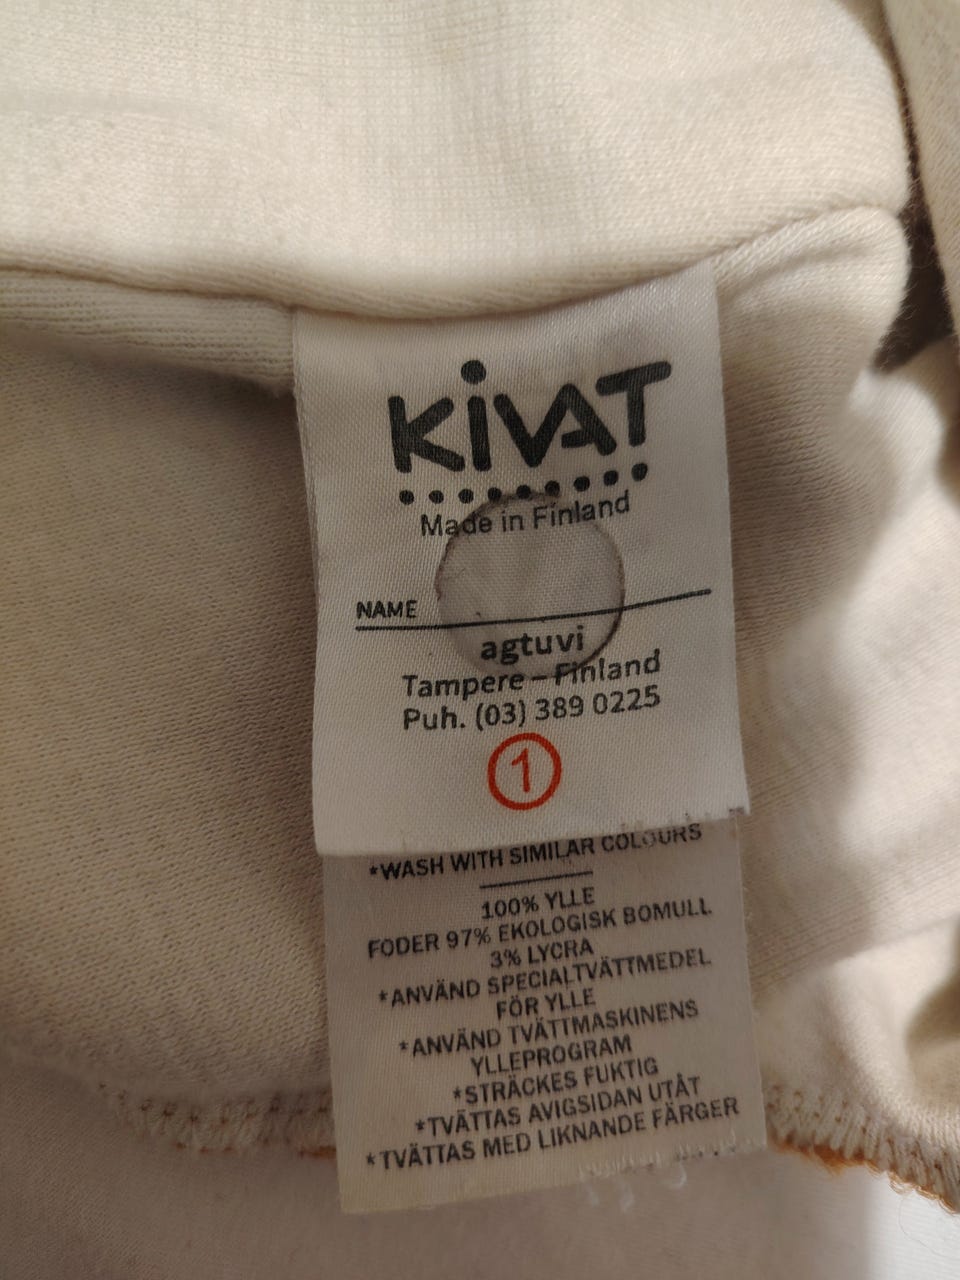 KiVAT
Made in Finland
NAME
agtuvi
Tampere – Finland
Puh. (03) 389 0225
1
*WASH WITH SIMILAR COLOURS
100% YLLE
FODER 97% EKOLOGISK BOMULL
3% LYCRA
*ANVÄND SPECIALTVÄTTMEDEL
FÖR YLLE
*ANVÄND TVÄTTMASKINENS
YLLEPROGRAM
*STRÄCKES FUKTIG
*TVÄTTAS AVIGSIDAN UTÅT
*TVÄTTAS MED LIKNANDE FÄRGER